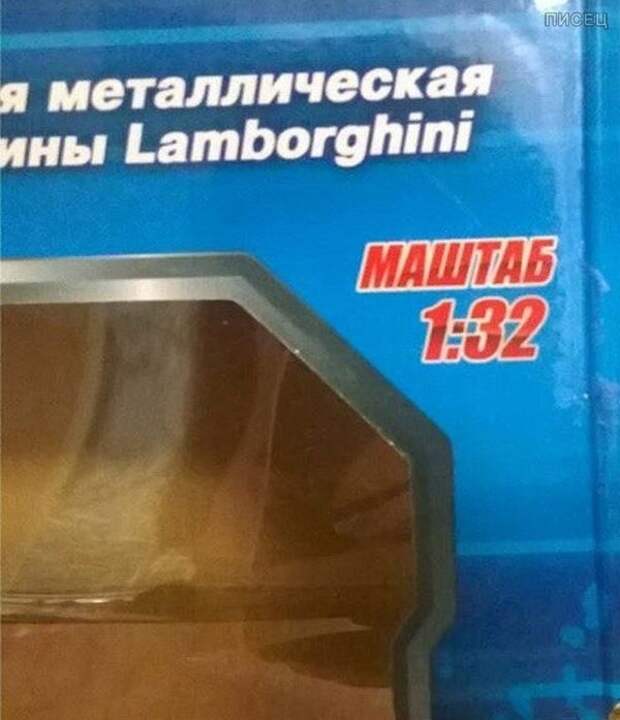 ПИСЕЦ
я металлическая
ины Lamborghini
МАШТАБ
1:32